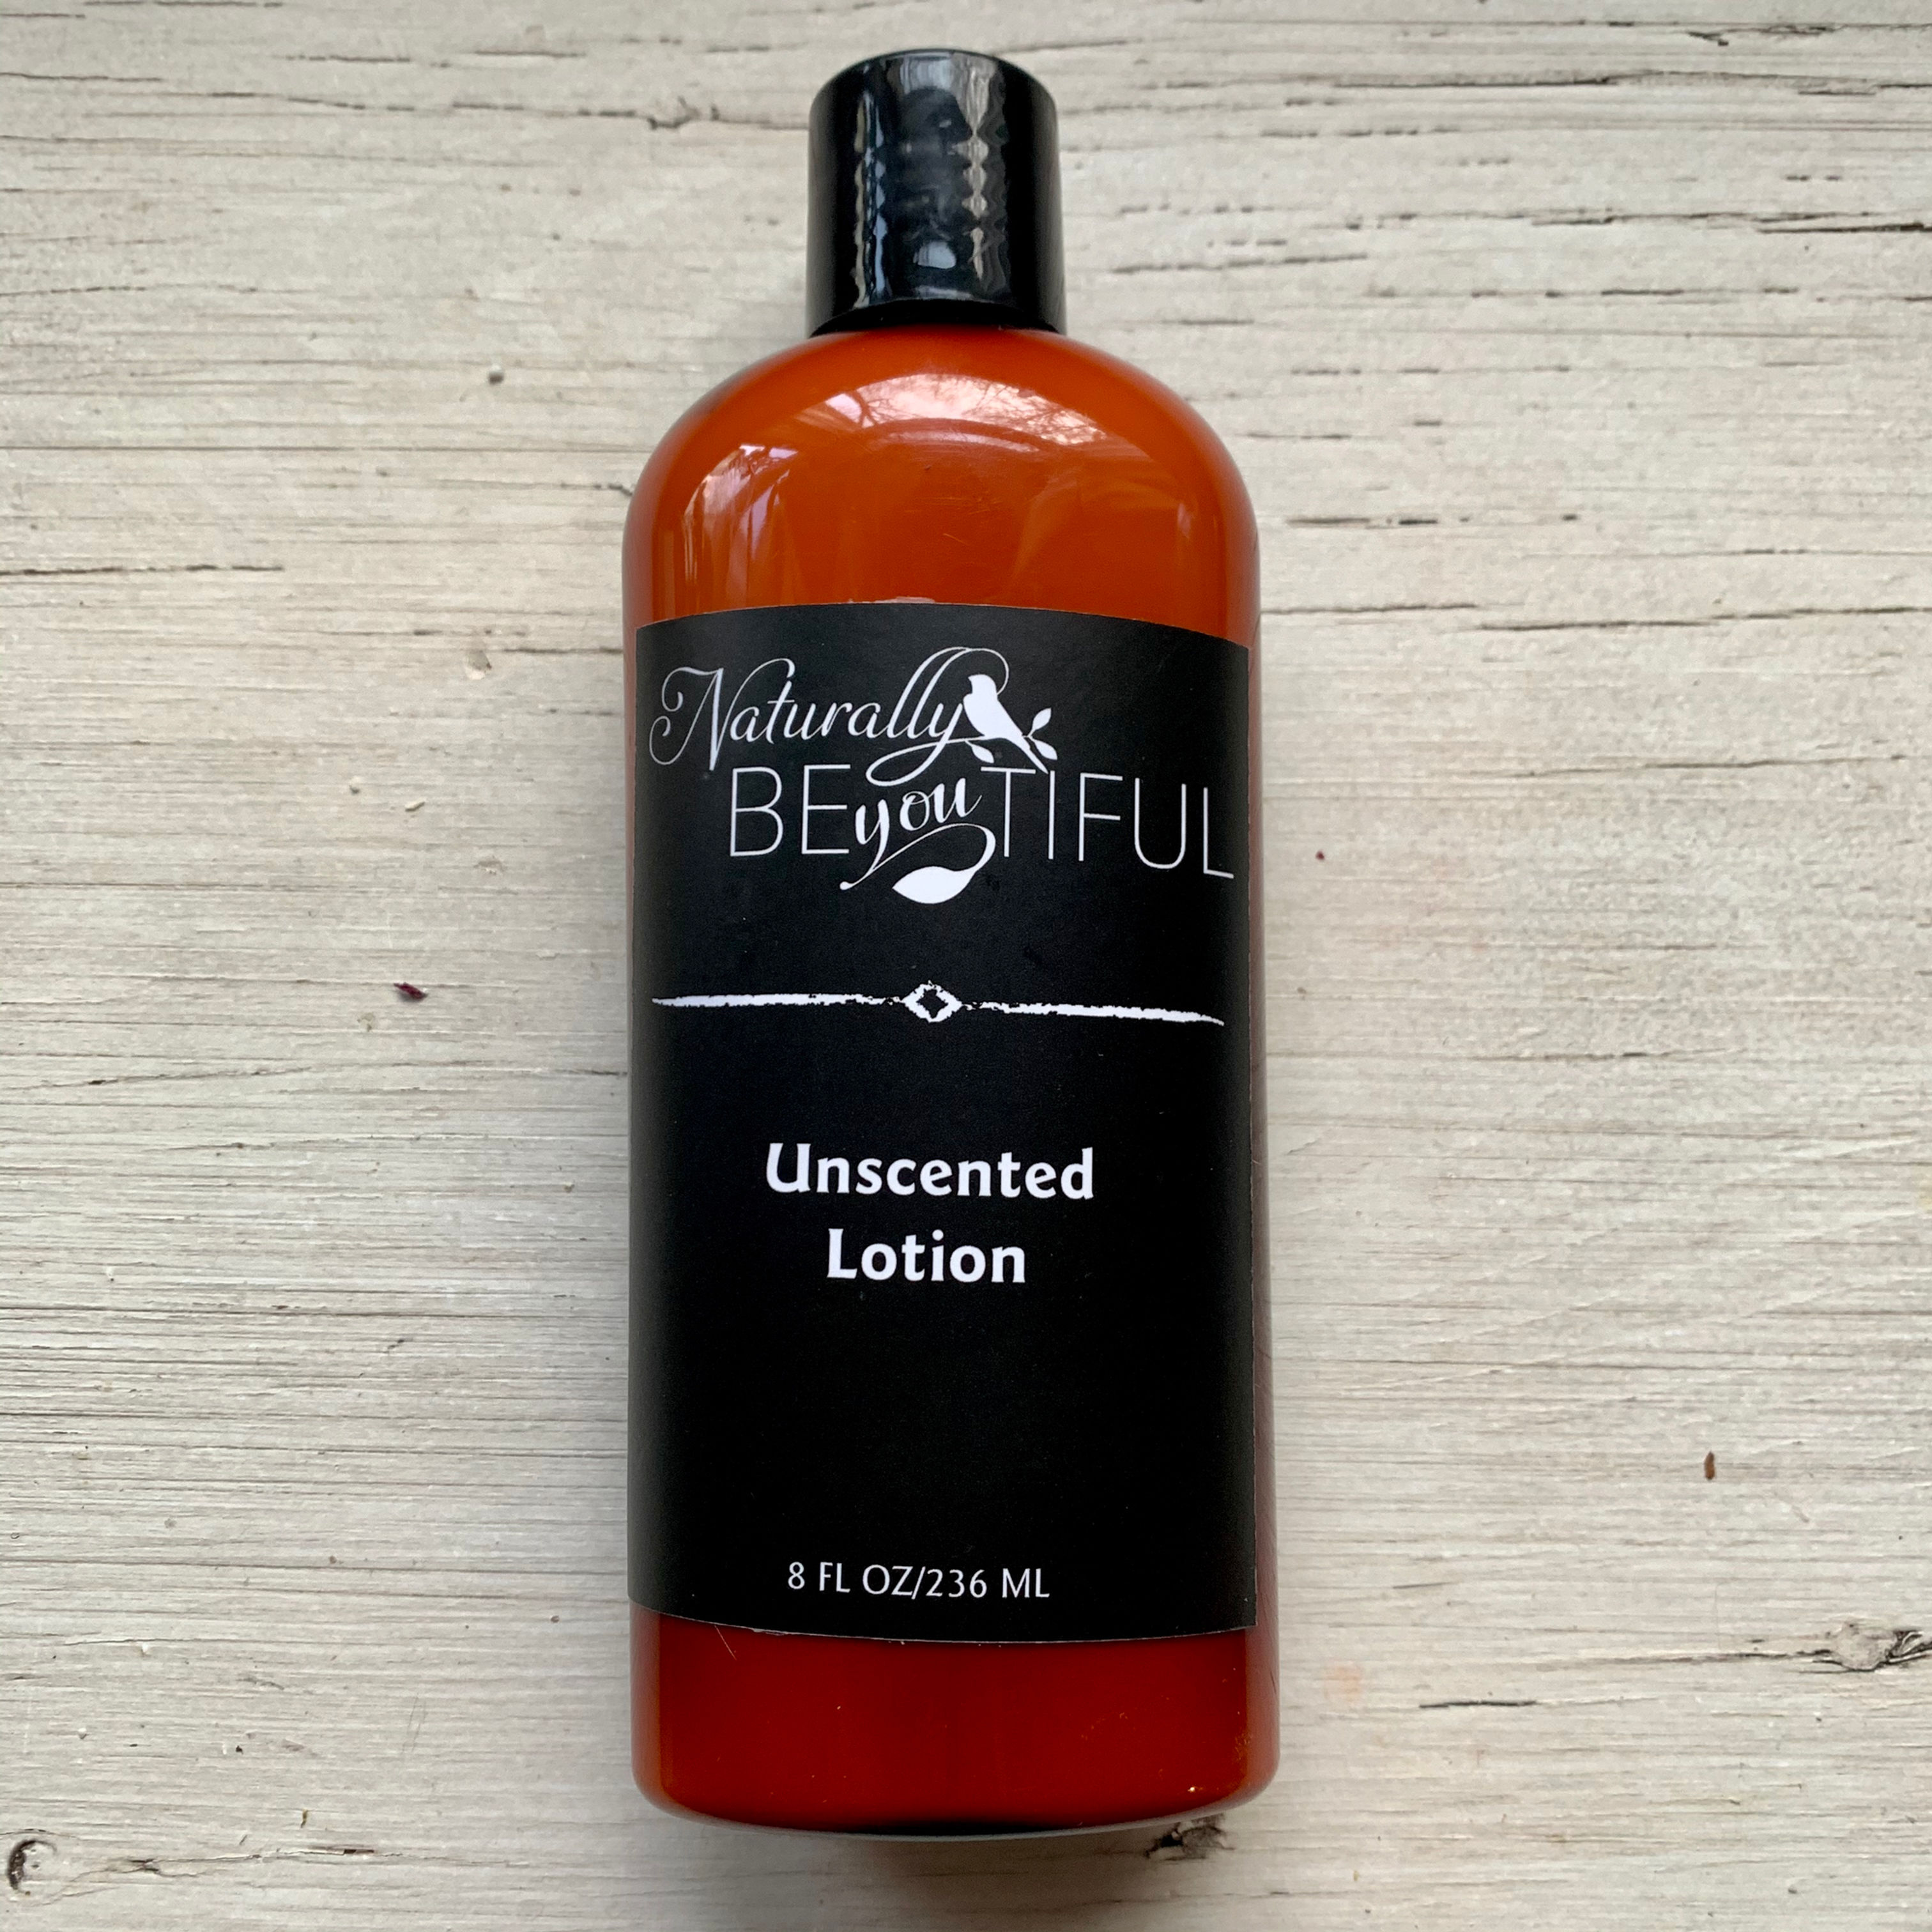 Naturally
BEyouTIFUL
Unscented
Lotion
8 FL OZ/236 ML